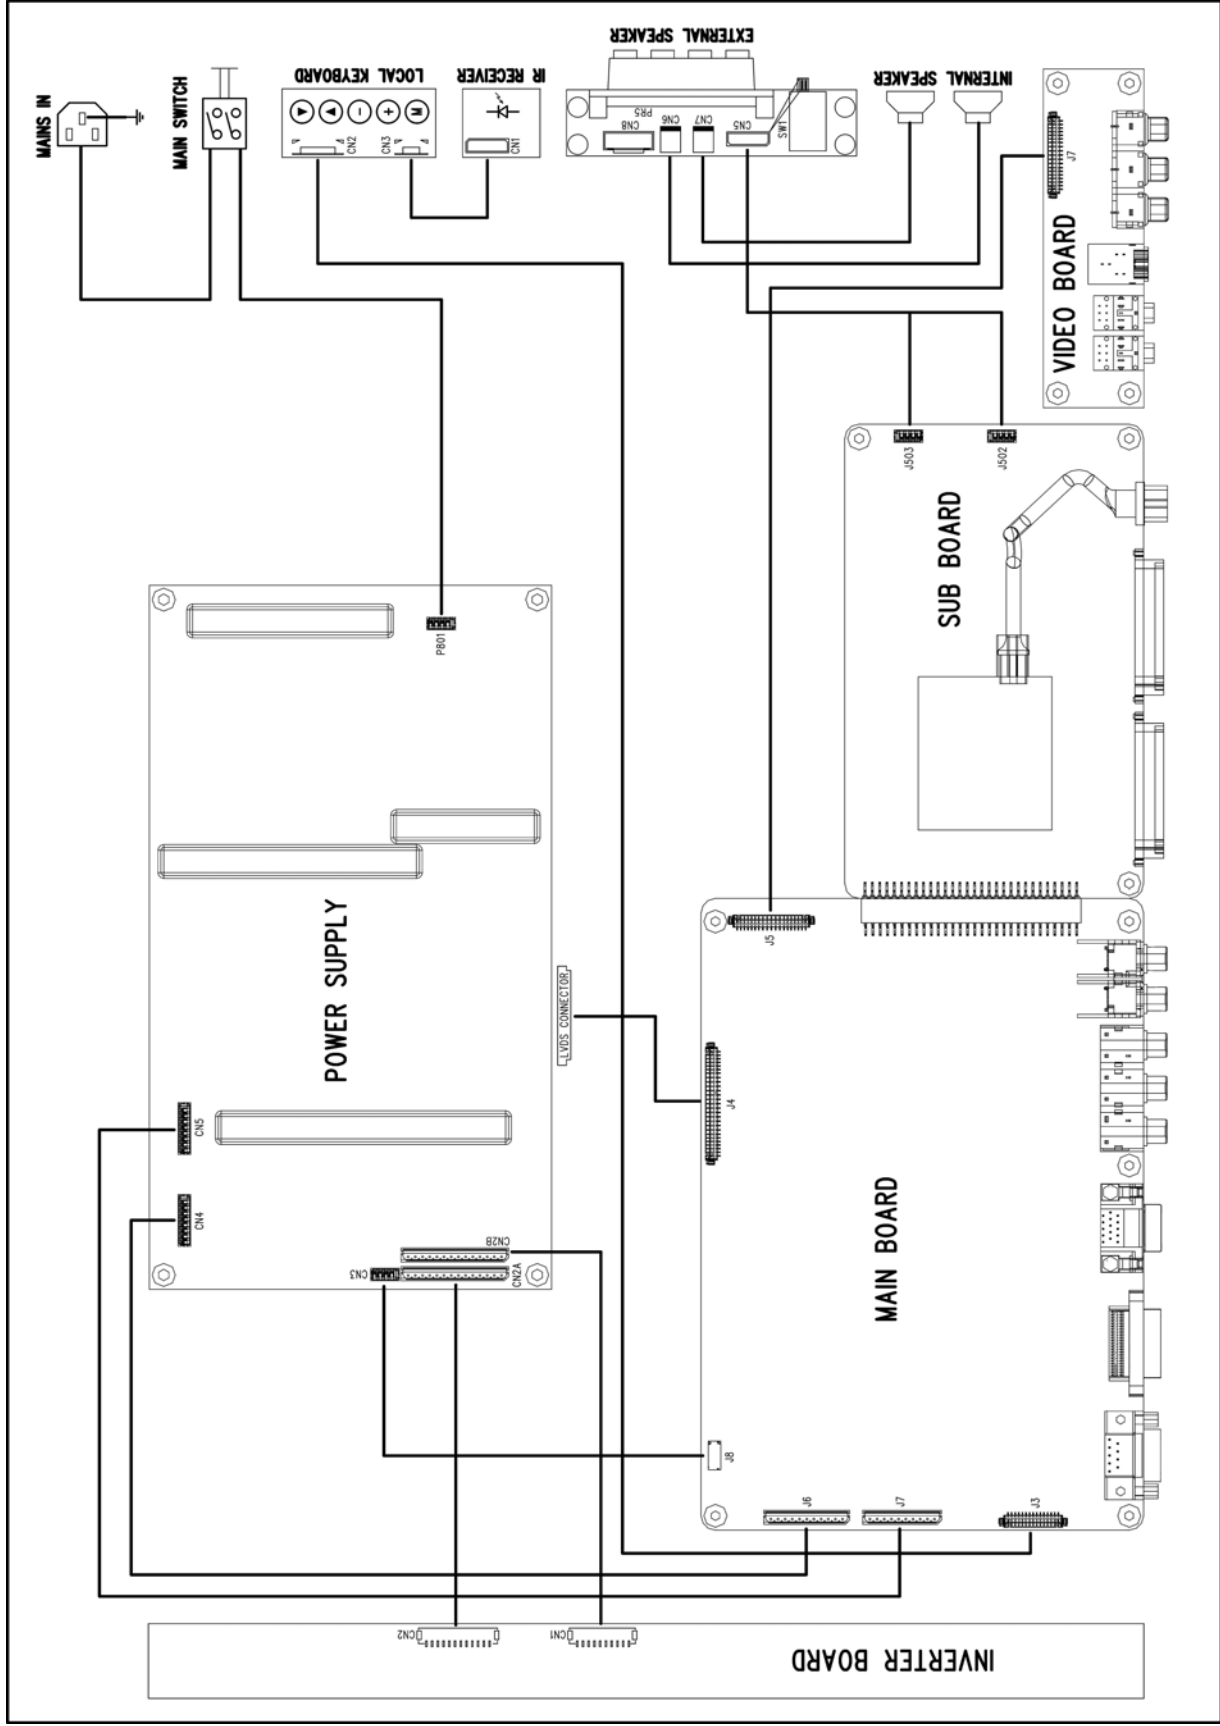 MAINS IN
MAIN SWITCH
LOCAL KEYBOARD
M
+
−
CN2
CN3
IR RECEIVER
CN1
EXTERNAL SPEAKER
PR5
CN8
CN6
CN7
CN5
SW1
INTERNAL SPEAKER
J7
VIDEO BOARD
J503
J502
SUB BOARD
P801
POWER SUPPLY
LVDS CONNECTOR
CN5
CN4
CN3
CN2B
CN2A
J5
J4
MAIN BOARD
J8
J6
J7
J3
CN2
CN1
INVERTER BOARD